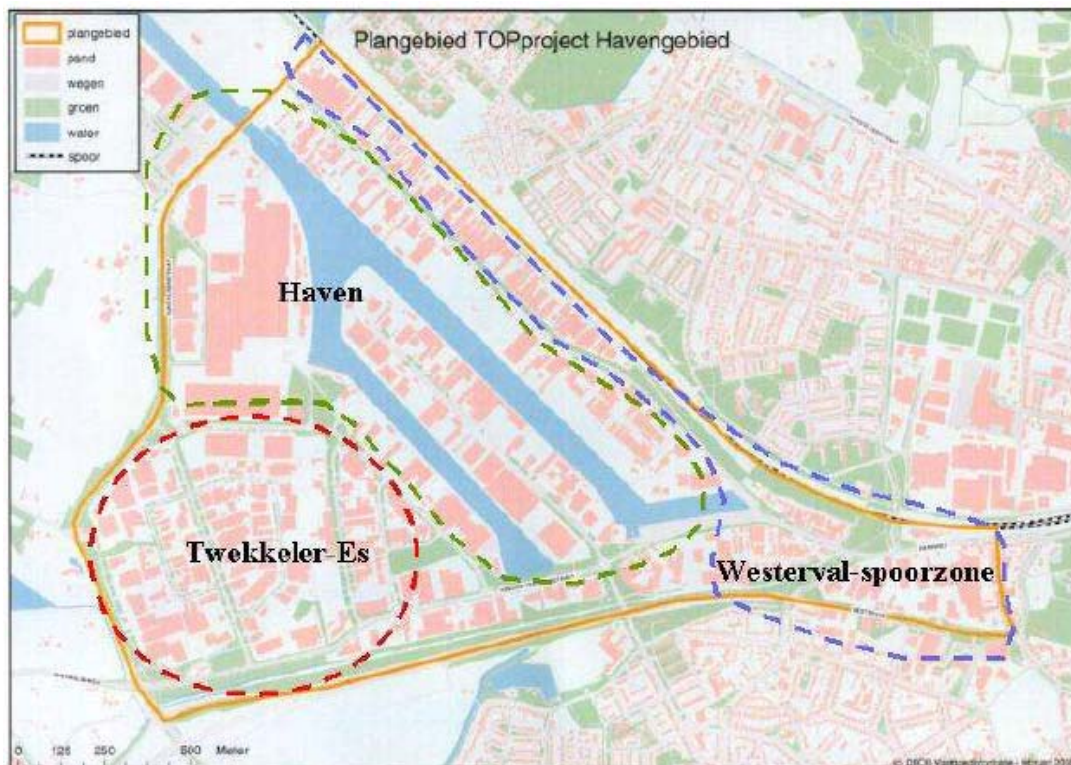 Plangebied TOPproject Havengebied
plangebied
pand
wegen
groen
water
spoor
Haven
Twekkeler-Es
Westerval-spoorzone
0 125 250 500 Meter